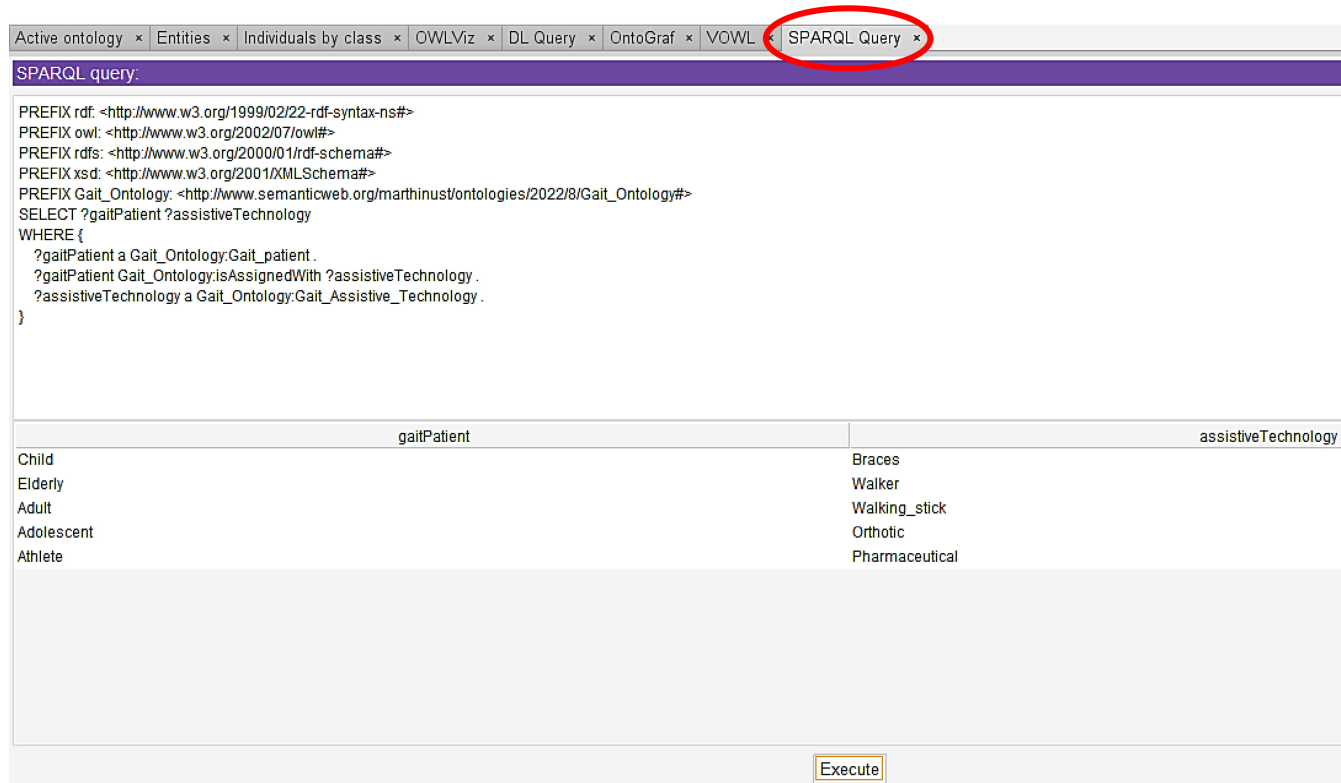 Active ontology × Entities × Individuals by class × OWLViz × DL Query × OntoGraf × VOWL × SPARQL Query ×
SPARQL query:
PREFIX rdf: <http://www.w3.org/1999/02/22-rdf-syntax-ns#>
PREFIX owl: <http://www.w3.org/2002/07/owl#>
PREFIX rdfs: <http://www.w3.org/2000/01/rdf-schema#>
PREFIX xsd: <http://www.w3.org/2001/XMLSchema#>
PREFIX Gait_Ontology: <http://www.semanticweb.org/marthinust/ontologies/2022/8/Gait_Ontology#>
SELECT ?gaitPatient ?assistiveTechnology
WHERE {
?gaitPatient a Gait_Ontology:Gait_patient .
?gaitPatient Gait_Ontology:isAssignedWith ?assistiveTechnology .
?assistiveTechnology a Gait_Ontology:Gait_Assistive_Technology .
}
gaitPatient assistiveTechnology
Child Braces
Elderly Walker
Adult Walking_stick
Adolescent Orthotic
Athlete Pharmaceutical
Execute